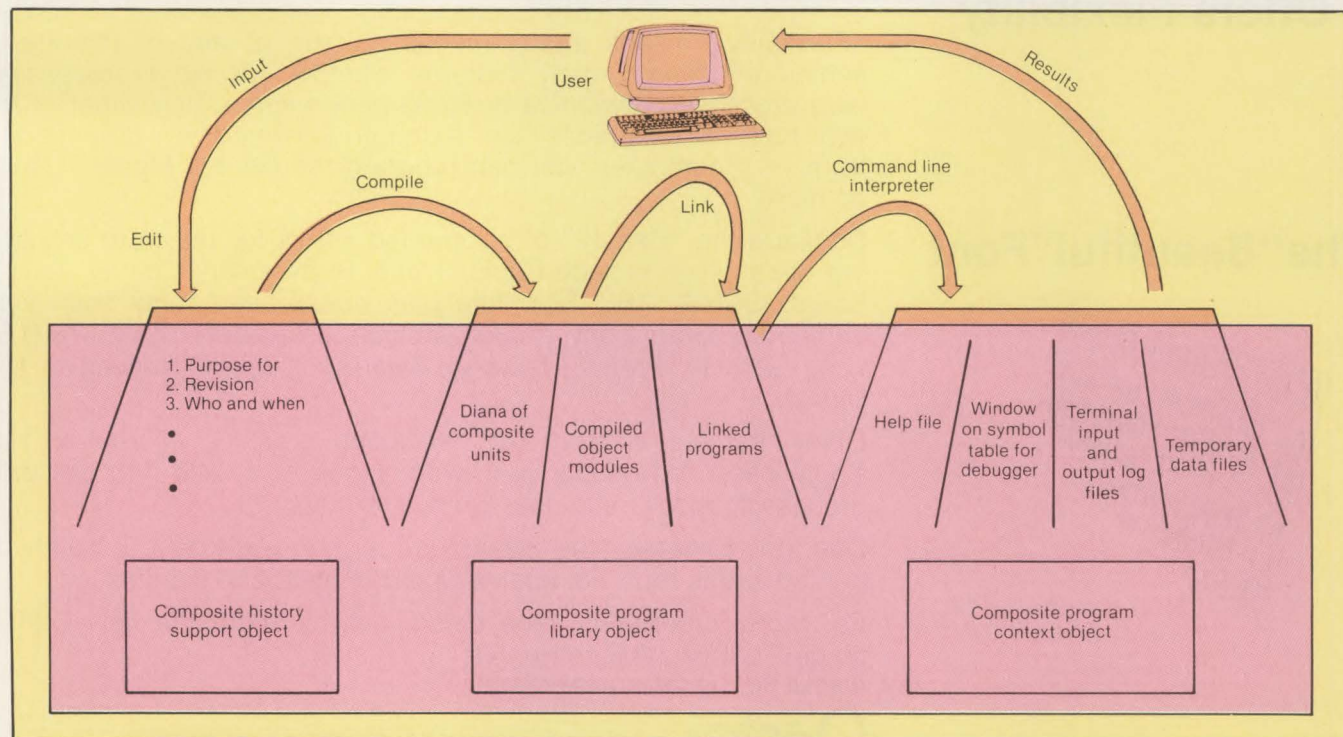 Input
User
Results
Edit
Compile
Link
Command line
interpreter
1. Purpose for
2. Revision
3. Who and when
•
•
•
Diana of
composite
units
Compiled
object
modules
Linked
programs
Help file
Window
on symbol
table for
debugger
Terminal
input
and
output log
files
Temporary
data files
Composite history
support object
Composite program
library object
Composite program
context object